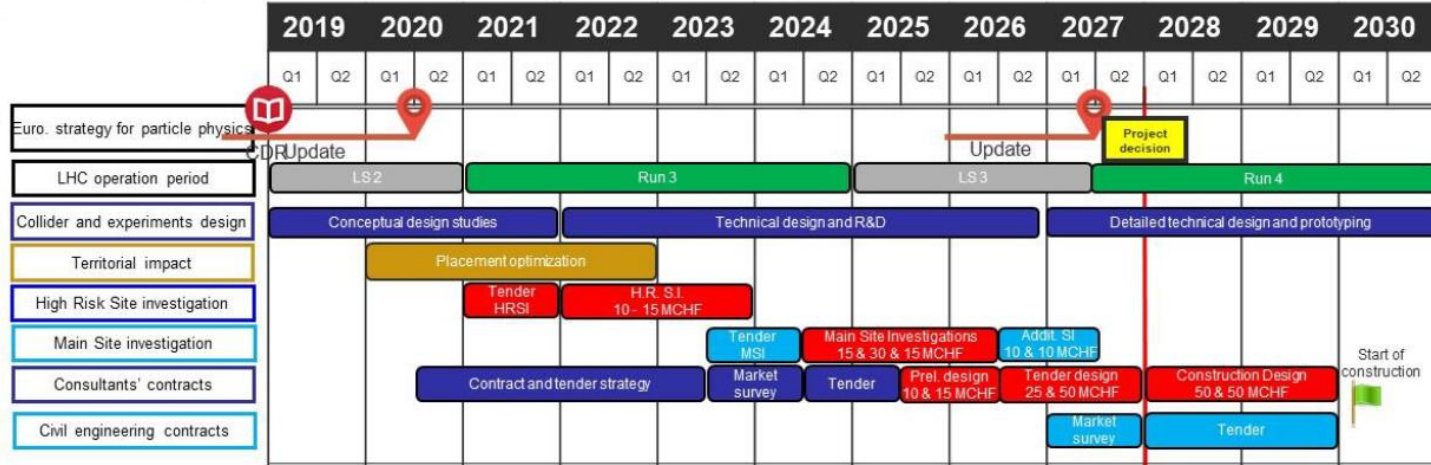 2019 2020 2021 2022 2023 2024 2025 2026 2027 2028 2029 2030
Q1 Q2 Q1 Q2 Q1 Q2 Q1 Q2 Q1 Q2 Q1 Q2 Q1 Q2 Q1 Q2 Q1 Q2 Q1 Q2 Q1 Q2 Q1 Q2
Euro. strategy for particle physics
CDR
Update
Update
Project
decision
LHC operation period
LS 2
Run 3
LS 3
Run 4
Collider and experiments design
Conceptual design studies
Technical design and R&D
Detailed technical design and prototyping
Territorial impact
Placement optimization
High Risk Site investigation
Tender
HRSI
H.R. S.I.
10 - 15 MCHF
Main Site investigation
Tender
MSI
Main Site Investigations
15 & 30 & 15 MCHF
Addit. SI
10 & 10 MCHF
Start of
construction
Consultants' contracts
Contract and tender strategy
Market
survey
Tender
Prel. design
10 & 15 MCHF
Tender design
25 & 50 MCHF
Construction Design
50 & 50 MCHF
Civil engineering contracts
Market
survey
Tender